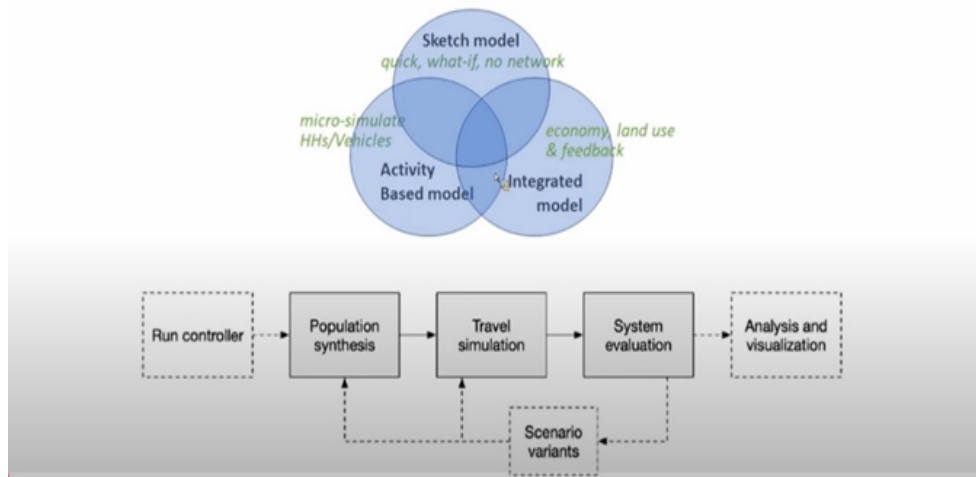 Sketch model
quick, what-if, no network
micro-simulate
HHs/Vehicles
economy, land use
& feedback
Activity
Based model
Integrated
model
Run controller
Population
synthesis
Travel
simulation
System
evaluation
Analysis and
visualization
Scenario
variants